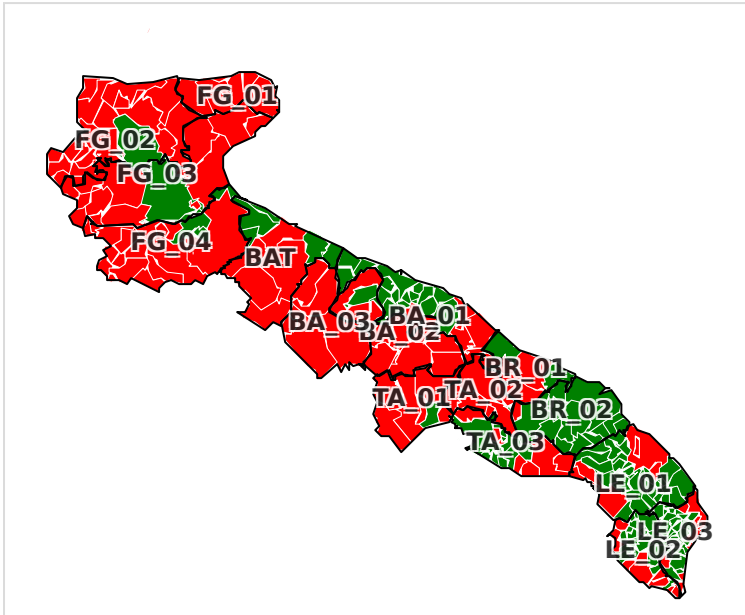 FG_01
FG_02
FG_03
FG_04
BAT
BA_01
BA_03
BA_02
BR_01
TA_02
TA_01
BR_02
TA_03
LE_01
LE_03
LE_02